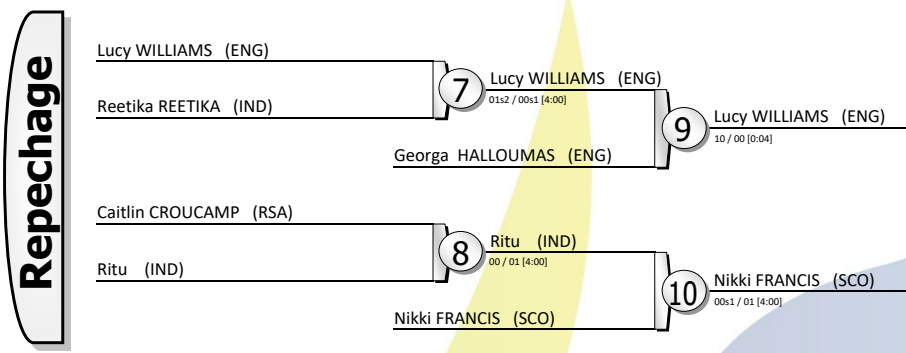 Repechage
Lucy WILLIAMS (ENG)
Reetika REETIKA (IND)
7
Lucy WILLIAMS (ENG)
01s2 / 00s1 [4:00]
Georga HALLOUMAS (ENG)
9
Lucy WILLIAMS (ENG)
10 / 00 [0:04]
Caitlin CROUCAMP (RSA)
Ritu (IND)
8
Ritu (IND)
00 / 01 [4:00]
Nikki FRANCIS (SCO)
10
Nikki FRANCIS (SCO)
00s1 / 01 [4:00]